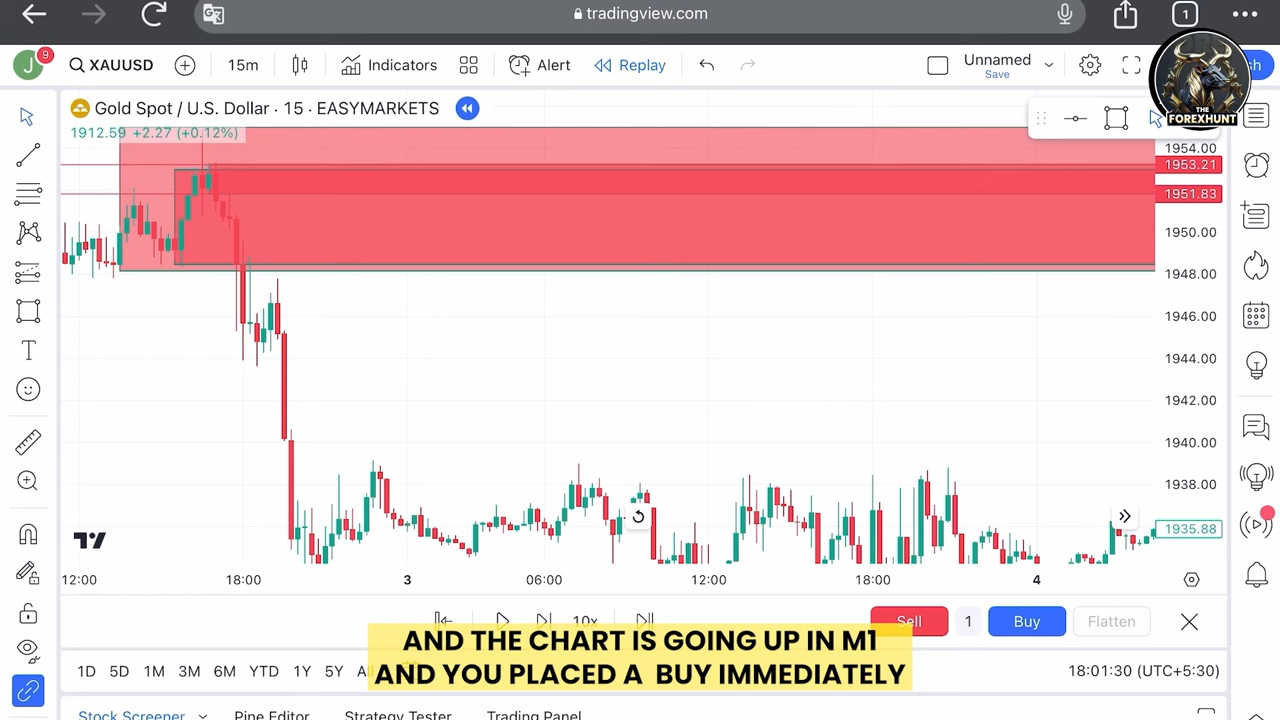 tradingview.com
1
J
9
XAUUSD
15m
Indicators
Alert
Replay
Unnamed
Save
THE
FOREXHUNT
Gold Spot / U.S. Dollar · 15 · EASYMARKETS
1912.59 +2.27 (+0.12%)
1954.00
1953.21
1951.83
1950.00
1948.00
1946.00
1944.00
1942.00
1940.00
1938.00
1935.88
12:00
18:00
3
06:00
12:00
18:00
4
10x
Sell
1
Buy
Flatten
AND THE CHART IS GOING UP IN M1
AND YOU PLACED A BUY IMMEDIATELY
1D
5D
1M
3M
6M
YTD
1Y
5Y
18:01:30 (UTC+5:30)
Stock Screener
Pine Editor
Strategy Tester
Trading Panel